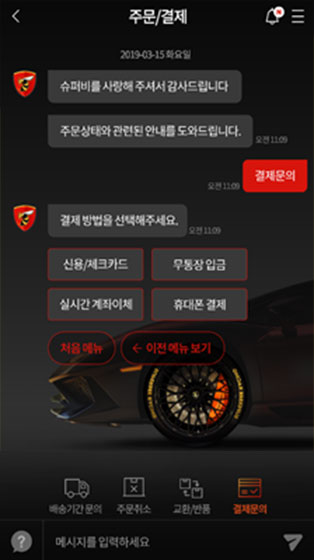 주문/결제
N
2019-03-15 화요일
슈퍼비를 사랑해 주셔서 감사드립니다
주문상태와 관련된 안내를 도와드립니다.
오전 11:09
결제문의
오전 11:09
결제 방법을 선택해주세요.
오전 11:09
신용/체크카드
무통장 입금
실시간 계좌이체
휴대폰 결제
처음 메뉴
← 이전 메뉴 보기
배송기간 문의
주문취소
교환/반품
결제문의
?
메시지를 입력하세요